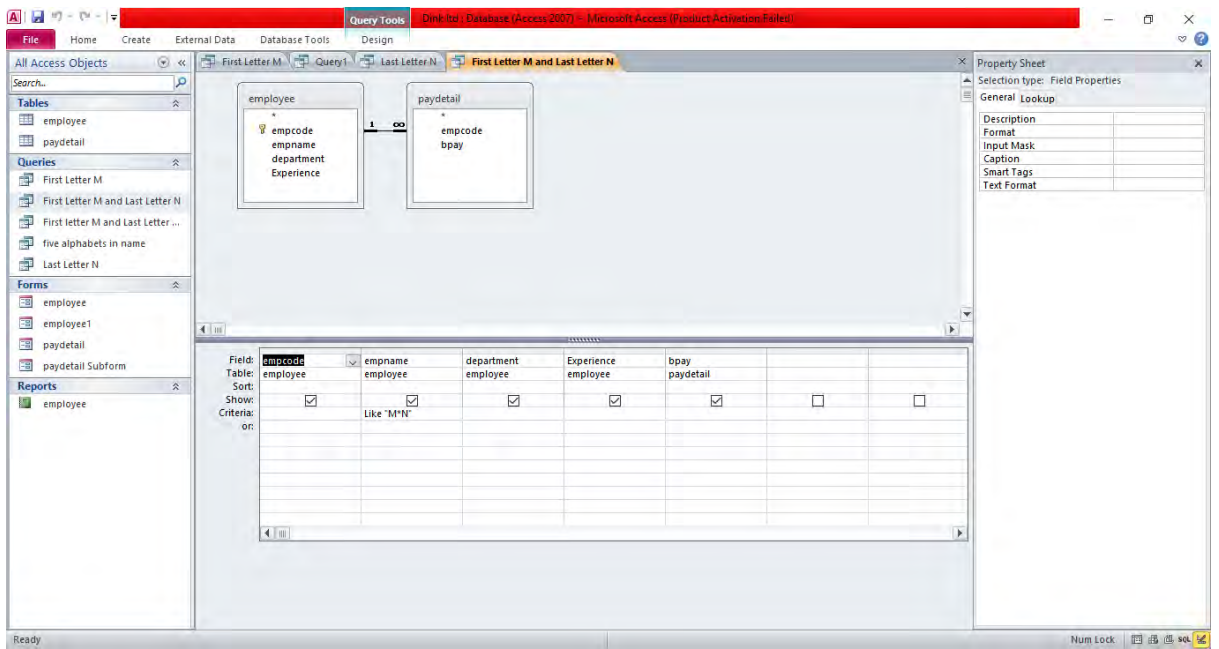 A
Query Tools Dink ltd : Database (Access 2007) - Microsoft Access (Product Activation Failed)
File Home Create External Data Database Tools Design
All Access Objects
Search...
Tables
employee
paydetail
Queries
First Letter M
First Letter M and Last Letter N
First letter M and Last Letter ...
five alphabets in name
Last Letter N
Forms
employee
employee1
paydetail
paydetail Subform
Reports
employee
First Letter M Query1 Last Letter N First Letter M and Last Letter N
employee
*
empcode
empname
department
Experience
1 ∞
paydetail
*
empcode
bpay
Field: empcode empname department Experience bpay
Table: employee employee employee employee paydetail
Sort:
Show:
Criteria: Like "M*N"
or:
Property Sheet
Selection type: Field Properties
General Lookup
Description
Format
Input Mask
Caption
Smart Tags
Text Format
Ready Num Lock SQL